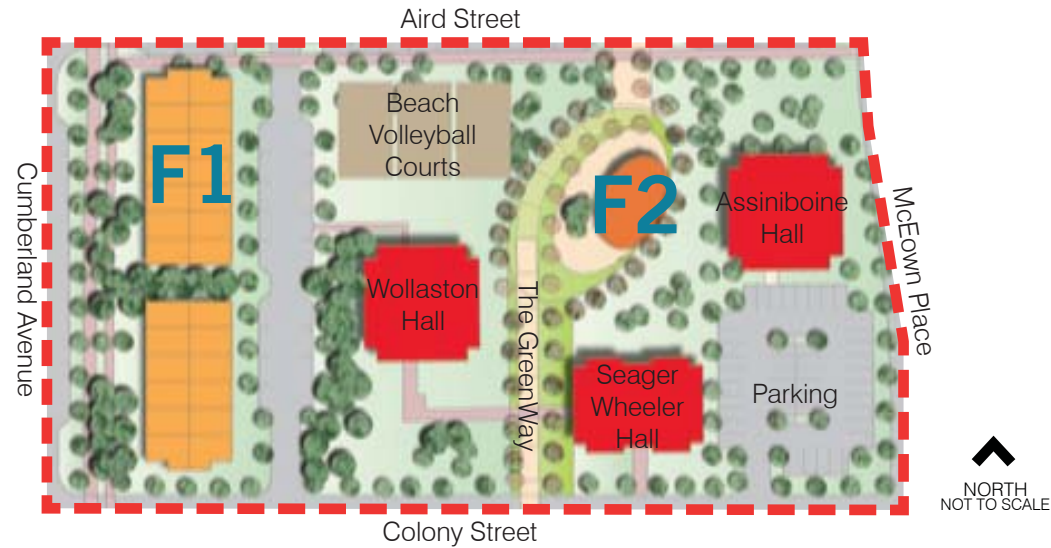 Aird Street
Beach
Volleyball
Courts
F1
F2
Assiniboine
Hall
Cumberland Avenue
McEown Place
Wollaston
Hall
The GreenWay
Seager
Wheeler
Hall
Parking
NORTH
NOT TO SCALE
Colony Street